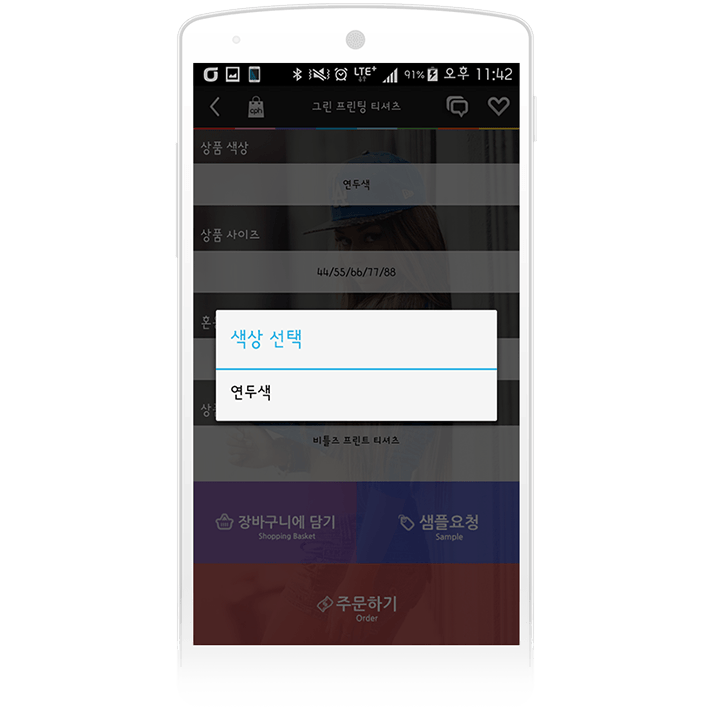 LTE+ 91% 오후 11:42
cph
그린 프린팅 티셔츠
상품 색상
연두색
상품 사이즈
44/55/66/77/88
혼
색상 선택
연두색
상
비틀즈 프린트 티셔츠
장바구니에 담기
Shopping Basket
샘플요청
Sample
주문하기
Order